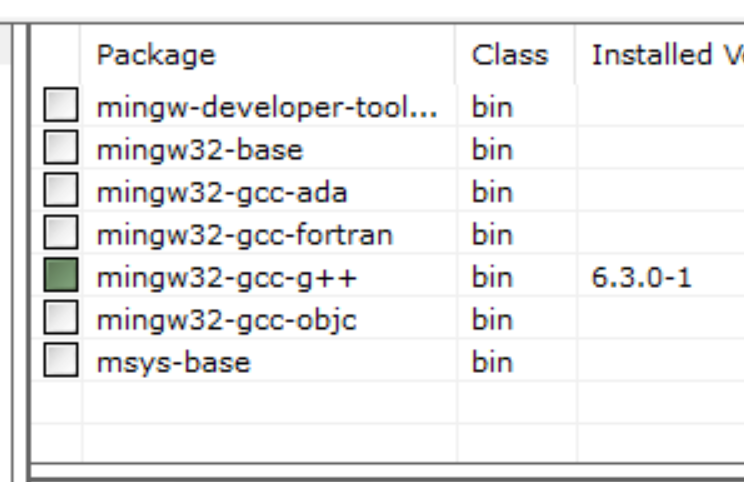 Package Class Installed Ve
mingw-developer-tool... bin
mingw32-base bin
mingw32-gcc-ada bin
mingw32-gcc-fortran bin
mingw32-gcc-g++ bin 6.3.0-1
mingw32-gcc-objc bin
msys-base bin